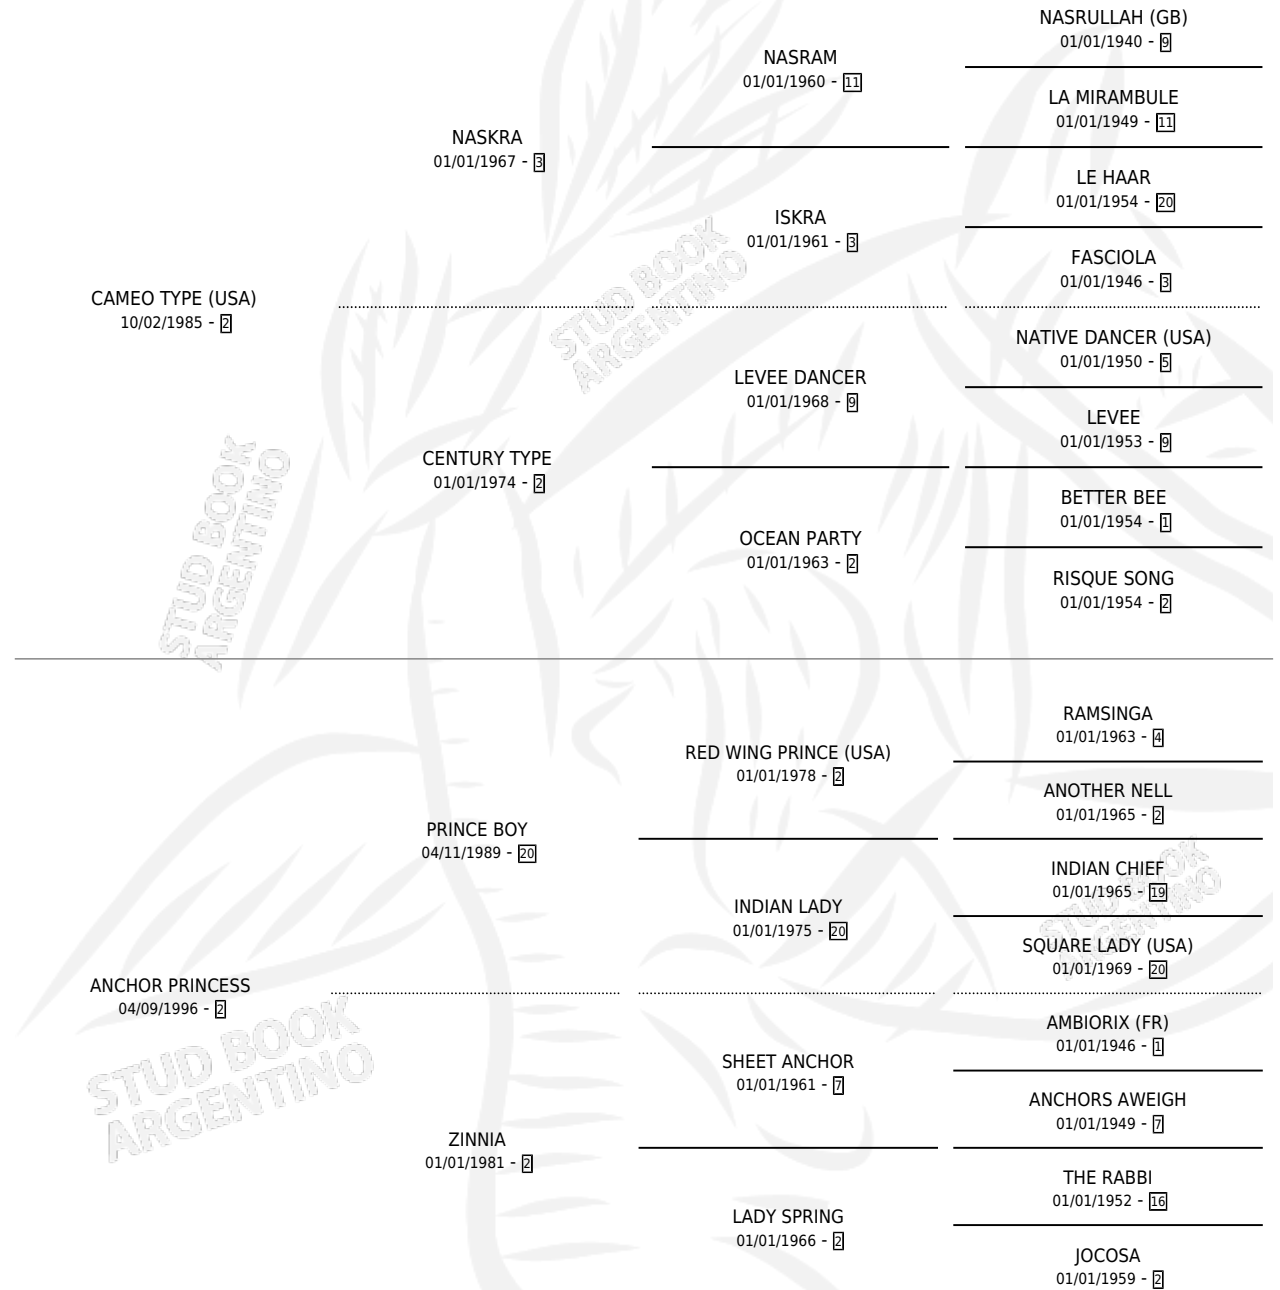 NASRULLAH (GB)
01/01/1940 - 9
NASRAM
01/01/1960 - 11
LA MIRAMBULE
01/01/1949 - 11
NASKRA
01/01/1967 - 3
LE HAAR
01/01/1954 - 20
ISKRA
01/01/1961 - 3
FASCIOLA
01/01/1946 - 3
CAMEO TYPE (USA)
10/02/1985 - 2
NATIVE DANCER (USA)
01/01/1950 - 5
LEVEE DANCER
01/01/1968 - 9
LEVEE
01/01/1953 - 9
CENTURY TYPE
01/01/1974 - 2
BETTER BEE
01/01/1954 - 1
OCEAN PARTY
01/01/1963 - 2
RISQUE SONG
01/01/1954 - 2
RAMSINGA
01/01/1963 - 4
RED WING PRINCE (USA)
01/01/1978 - 2
ANOTHER NELL
01/01/1965 - 2
PRINCE BOY
04/11/1989 - 20
INDIAN CHIEF
01/01/1965 - 19
INDIAN LADY
01/01/1975 - 20
SQUARE LADY (USA)
01/01/1969 - 20
ANCHOR PRINCESS
04/09/1996 - 2
AMBIORIX (FR)
01/01/1946 - 1
SHEET ANCHOR
01/01/1961 - 7
ANCHORS AWEIGH
01/01/1949 - 7
ZINNIA
01/01/1981 - 2
THE RABBI
01/01/1952 - 16
LADY SPRING
01/01/1966 - 2
JOCOSA
01/01/1959 - 2
STUD BOOK
ARGENTINO
STUD BOOK
ARGENTINO
STUD BOOK
ARGENTINO
STUD BOOK
ARGENTINO